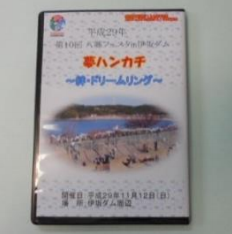 平成29年
第10回 八郷フェスタin伊坂ダム
夢ハンカチ
～絆・ドリームリング～
開催日:平成29年11月12日(日)
場所:伊坂ダム周辺